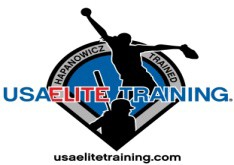 HAPANOWICZ TRAINED
USAELITE TRAINING®
usaelitetraining.com